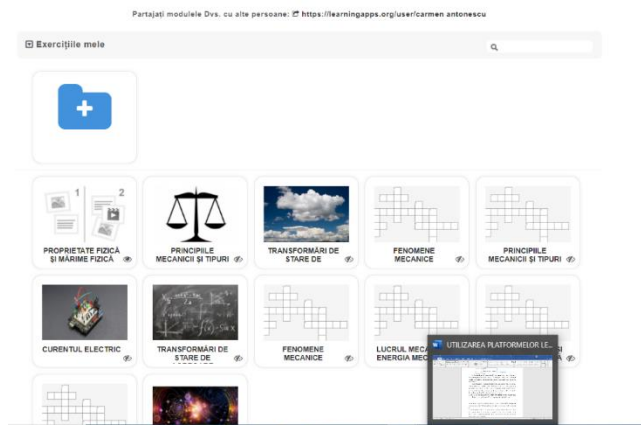 Partajați modulele Dvs. cu alte persoane: https://learningapps.org/user/carmen antonescu
Exercițiile mele
1 2
PROPRIETATE FIZICĂ
ȘI MĂRIME FIZICĂ
PRINCIPIILE
MECANICII ȘI TIPURI
TRANSFORMĂRI DE
STARE DE
FENOMENE
MECANICE
PRINCIPIILE
MECANICII ȘI TIPURI
CURENTUL ELECTRIC
TRANSFORMĂRI DE
STARE DE
FENOMENE
MECANICE
LUCRUL MECA
ENERGIA MEC
UTILIZAREA PLATFORMELOR LE...